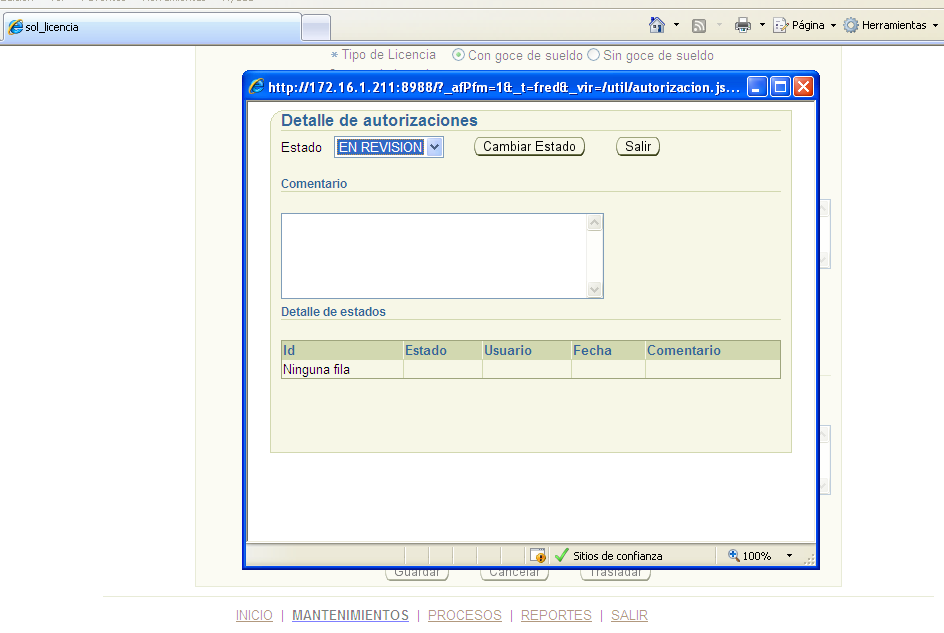 sol_licencia
Página
Herramientas
* Tipo de Licencia Con goce de sueldo Sin goce de sueldo
http://172.16.1.211:8988/?_afPfm=1&_t=fred&_vir=/util/autorizacion.js...
Detalle de autorizaciones
Estado EN REVISION Cambiar Estado Salir
Comentario
Detalle de estados
Id Estado Usuario Fecha Comentario
Ninguna fila
Sitios de confianza 100%
Guardar Cancelar Trasladar
INICIO | MANTENIMIENTOS | PROCESOS | REPORTES | SALIR